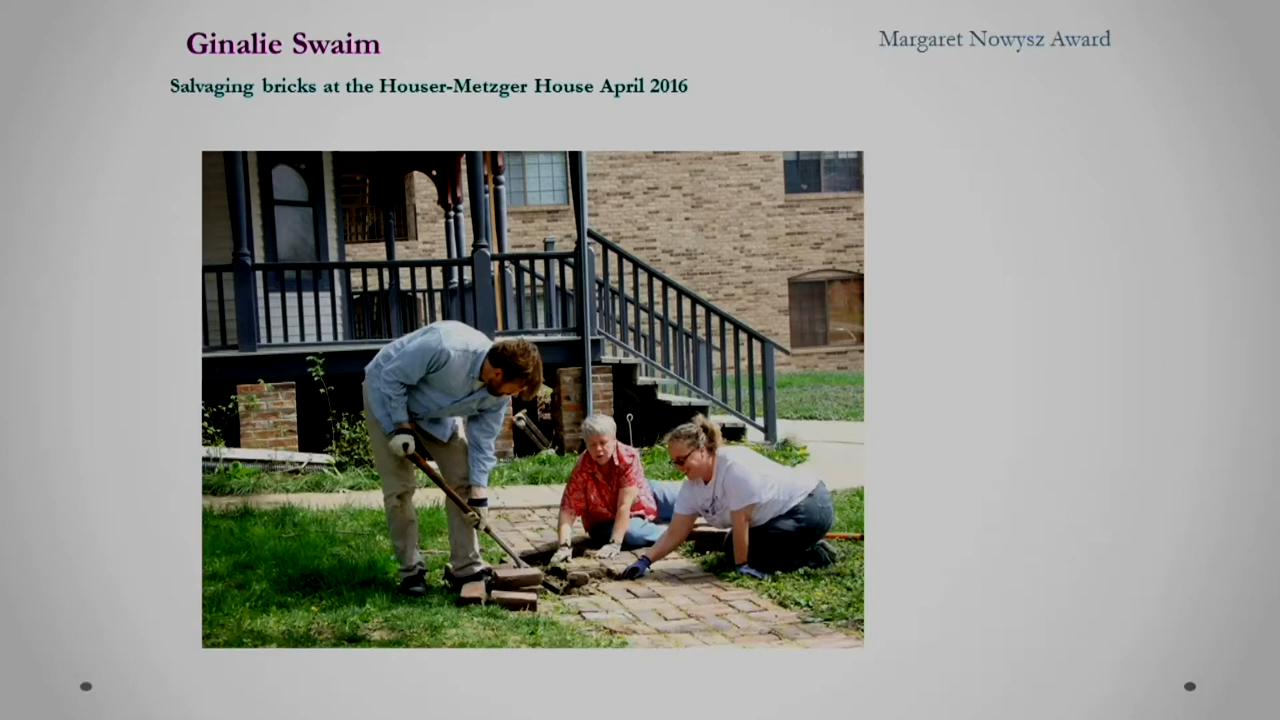 Ginalie Swaim
Margaret Nowysz Award
Salvaging bricks at the Houser-Metzger House April 2016